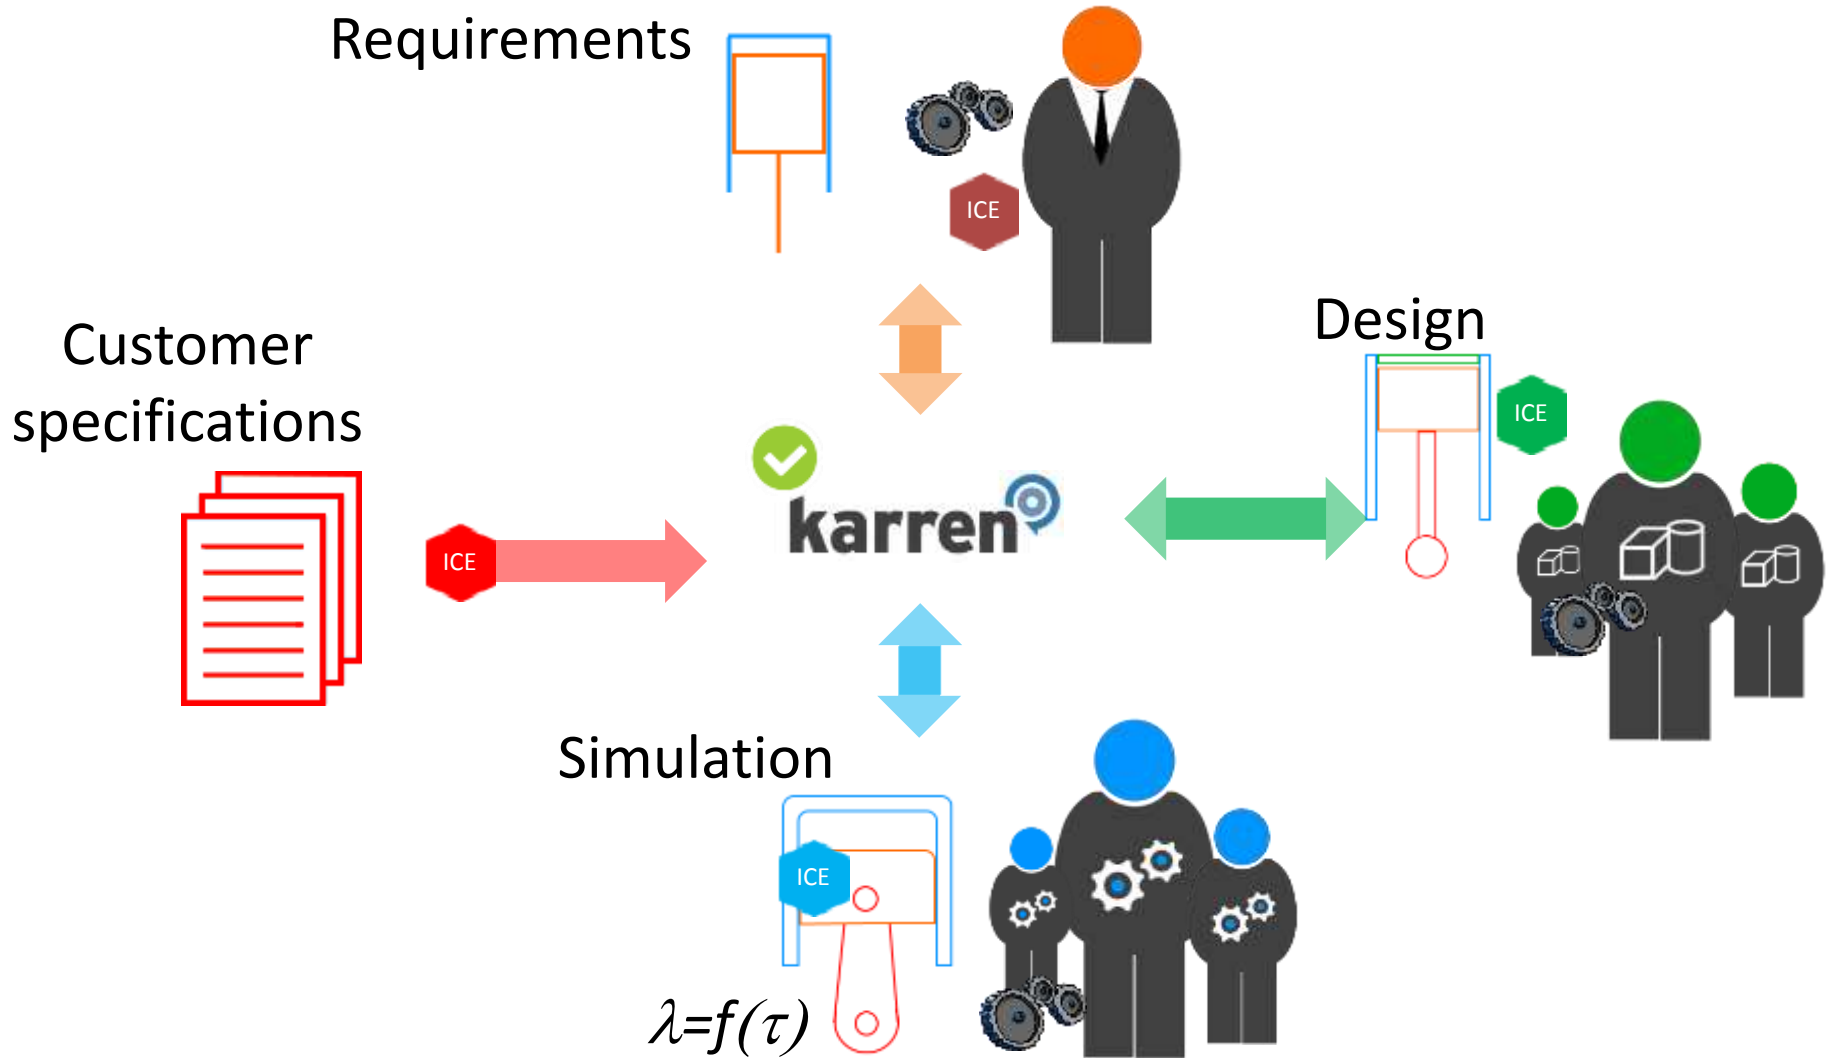 Requirements
ICE
Design
Customer
specifications
ICE
karren
ICE
Simulation
ICE
λ=f(τ)